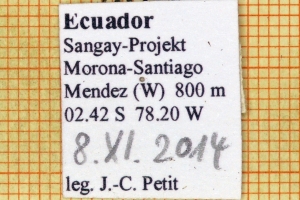 Ecuador
Sangay-Projekt
Morona-Santiago
Mendez (W) 800 m
02.42 S 78.20 W
8. XI. 2014
leg. J.-C. Petit